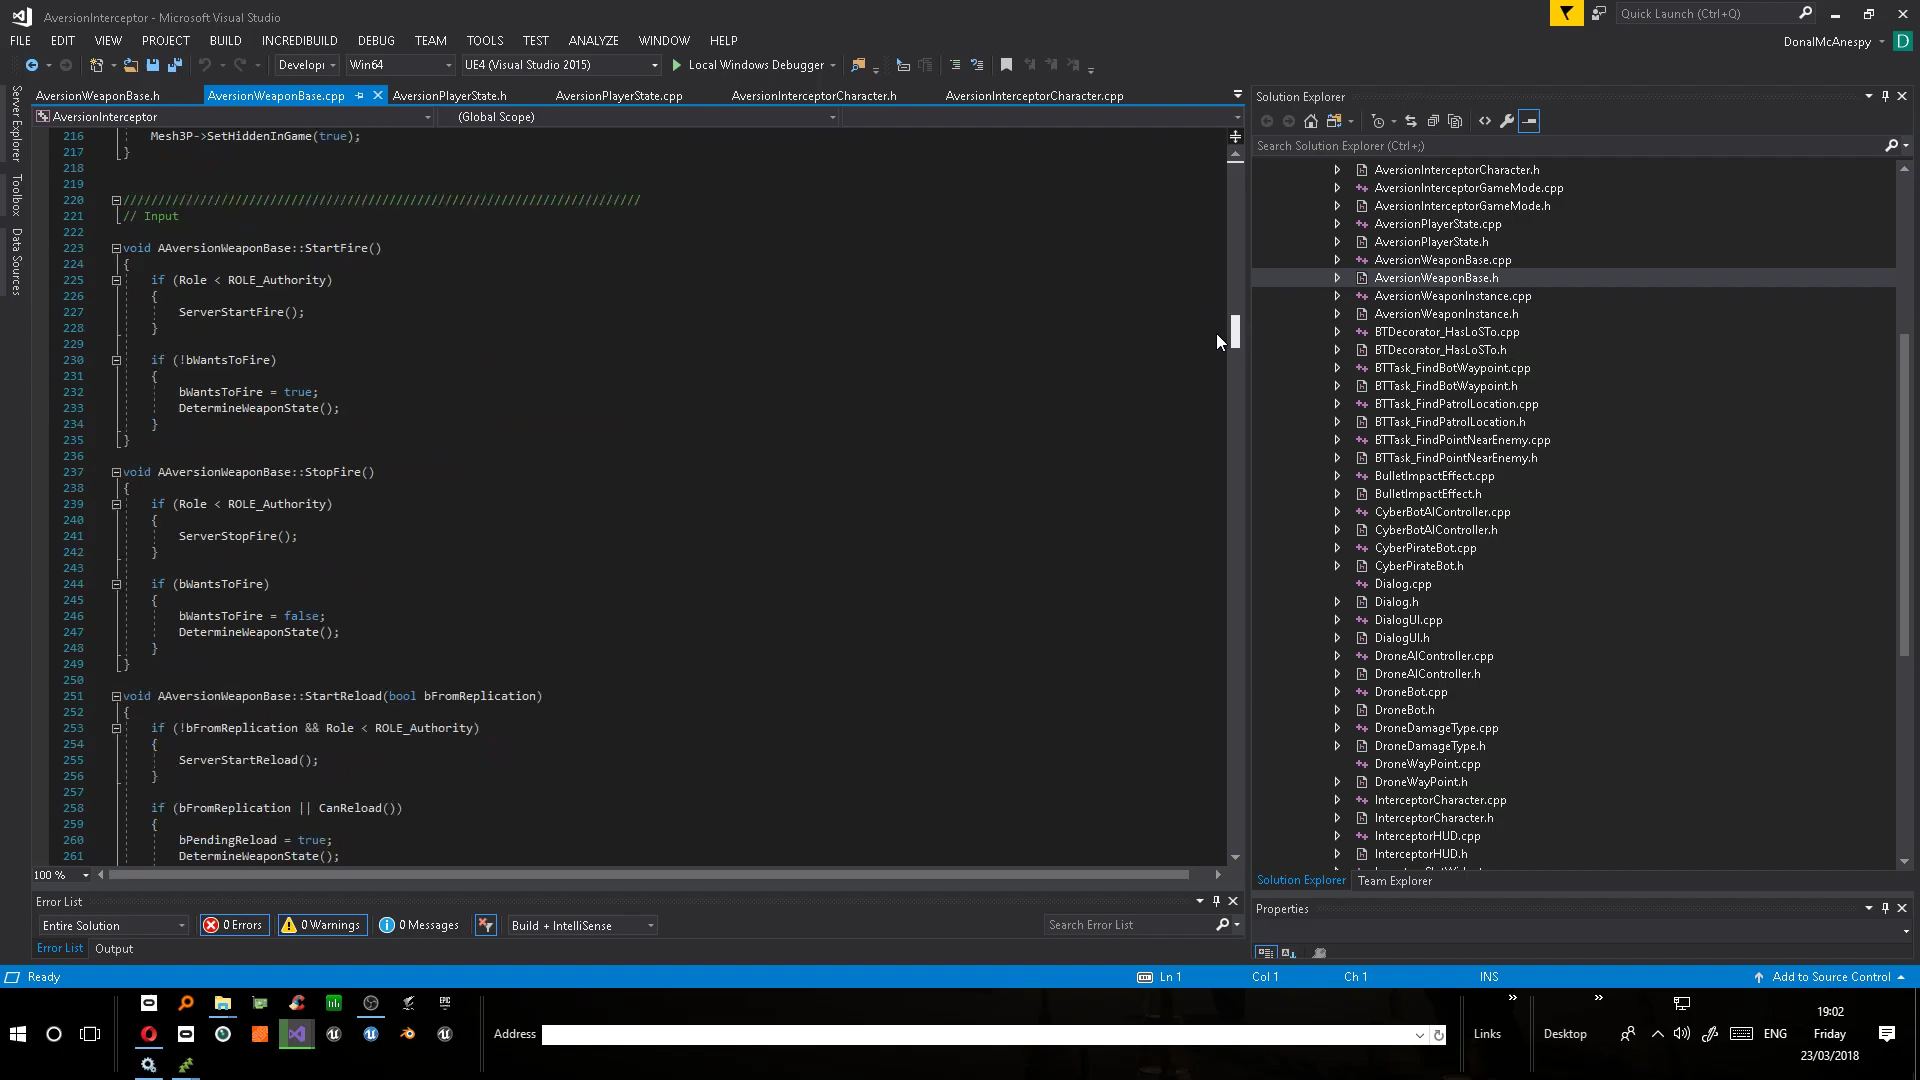 AversionInterceptor - Microsoft Visual Studio
Quick Launch (Ctrl+Q)
FILE EDIT VIEW PROJECT BUILD INCREDIBUILD DEBUG TEAM TOOLS TEST ANALYZE WINDOW HELP
DonalMcAnespy D
Developi Win64 UE4 (Visual Studio 2015) Local Windows Debugger
Server Explorer
Toolbox
Data Sources
AversionWeaponBase.h AversionWeaponBase.cpp AversionPlayerState.h AversionPlayerState.cpp AversionInterceptorCharacter.h AversionInterceptorCharacter.cpp
AversionInterceptor (Global Scope)
216 Mesh3P->SetHiddenInGame(true);
217 }
218
219
220 //////////////////////////////////////////////////////////////////////////
221 // Input
222
223 void AAversionWeaponBase::StartFire()
224 {
225 if (Role < ROLE_Authority)
226 {
227 ServerStartFire();
228 }
229
230 if (!bWantsToFire)
231 {
232 bWantsToFire = true;
233 DetermineWeaponState();
234 }
235 }
236
237 void AAversionWeaponBase::StopFire()
238 {
239 if (Role < ROLE_Authority)
240 {
241 ServerStopFire();
242 }
243
244 if (bWantsToFire)
245 {
246 bWantsToFire = false;
247 DetermineWeaponState();
248 }
249 }
250
251 void AAversionWeaponBase::StartReload(bool bFromReplication)
252 {
253 if (!bFromReplication && Role < ROLE_Authority)
254 {
255 ServerStartReload();
256 }
257
258 if (bFromReplication || CanReload())
259 {
260 bPendingReload = true;
261 DetermineWeaponState();
100 %
Solution Explorer
Search Solution Explorer (Ctrl+;)
AversionInterceptorCharacter.h
AversionInterceptorGameMode.cpp
AversionInterceptorGameMode.h
AversionPlayerState.cpp
AversionPlayerState.h
AversionWeaponBase.cpp
AversionWeaponBase.h
AversionWeaponInstance.cpp
AversionWeaponInstance.h
BTDecorator_HasLoSTo.cpp
BTDecorator_HasLoSTo.h
BTTask_FindBotWaypoint.cpp
BTTask_FindBotWaypoint.h
BTTask_FindPatrolLocation.cpp
BTTask_FindPatrolLocation.h
BTTask_FindPointNearEnemy.cpp
BTTask_FindPointNearEnemy.h
BulletImpactEffect.cpp
BulletImpactEffect.h
CyberBotAIController.cpp
CyberBotAIController.h
CyberPirateBot.cpp
CyberPirateBot.h
Dialog.cpp
Dialog.h
DialogUI.cpp
DialogUI.h
DroneAIController.cpp
DroneAIController.h
DroneBot.cpp
DroneBot.h
DroneDamageType.cpp
DroneDamageType.h
DroneWayPoint.cpp
DroneWayPoint.h
InterceptorCharacter.cpp
InterceptorCharacter.h
InterceptorHUD.cpp
InterceptorHUD.h
Solution Explorer Team Explorer
Properties
Error List
Entire Solution 0 Errors 0 Warnings 0 Messages Build + IntelliSense Search Error List
Error List Output
Ready Ln 1 Col 1 Ch 1 INS Add to Source Control
EPIC
Address Links Desktop ENG
19:02
Friday
23/03/2018